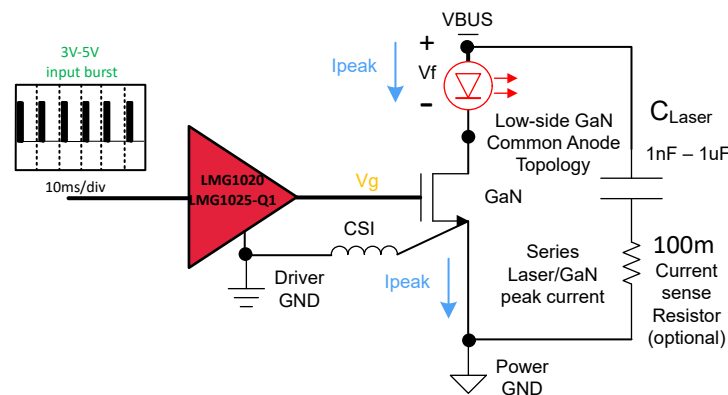 3V-5V
input burst
10ms/div
LMG1020
LMG1025-Q1
Vg
CSI
Driver
GND
Ipeak
VBUS
+
Vf
-
Low-side GaN
Common Anode
Topology
GaN
Ipeak
Series
Laser/GaN
peak current
Power
GND
CLaser
1nF – 1uF
100m
Current
sense
Resistor
(optional)